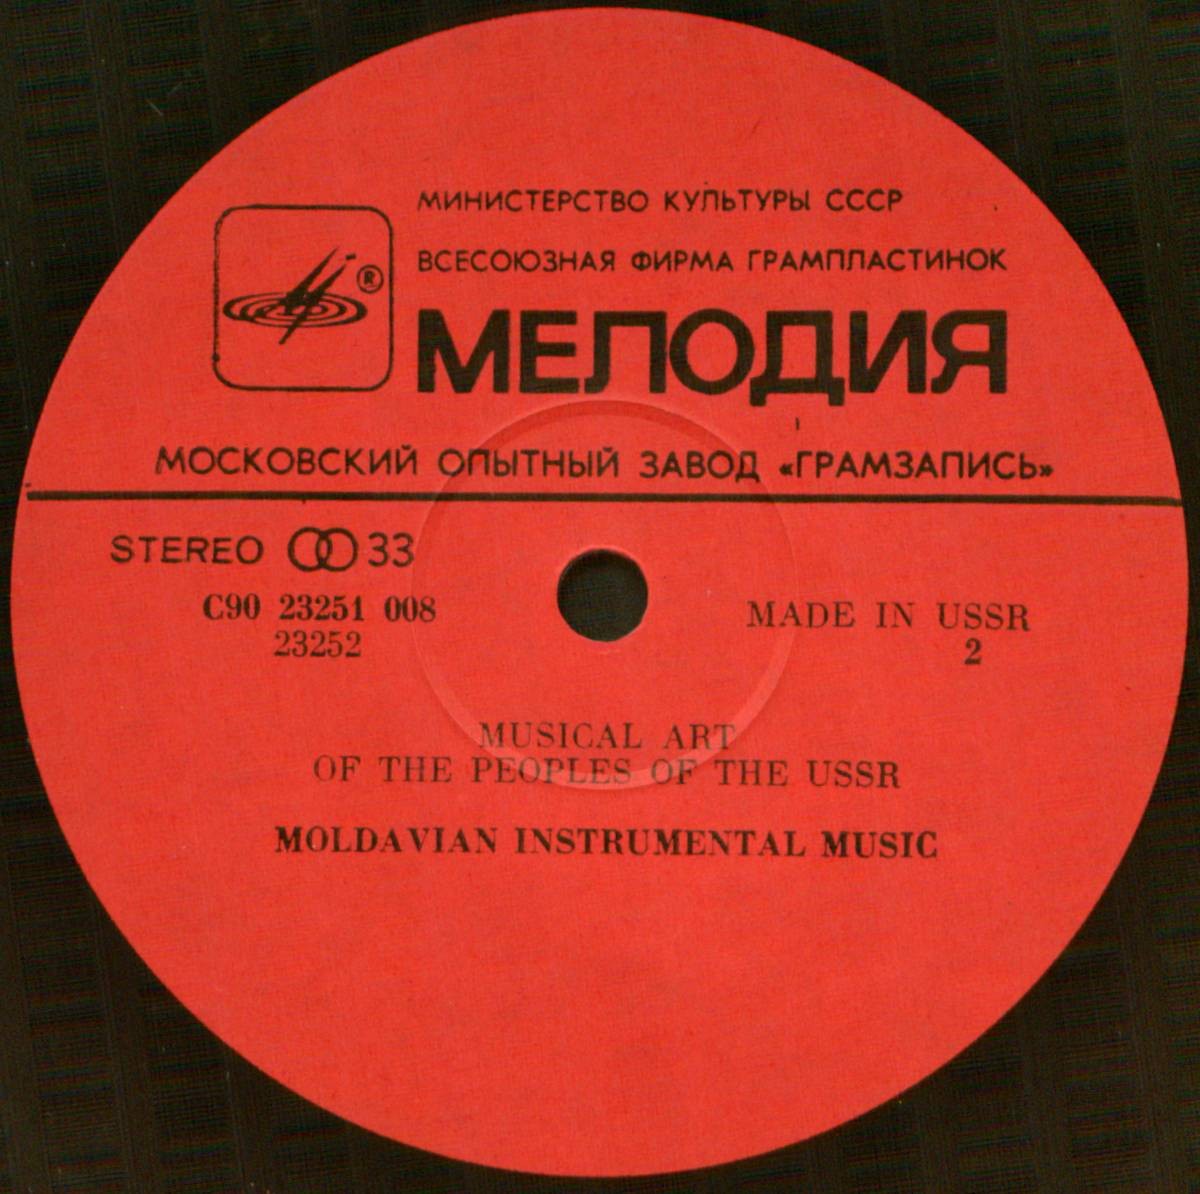 МИНИСТЕРСТВО КУЛЬТУРЫ СССР
ВСЕСОЮЗНАЯ ФИРМА ГРАМПЛАСТИНОК
®
МЕЛОДИЯ
МОСКОВСКИЙ ОПЫТНЫЙ ЗАВОД «ГРАМЗАПИСЬ»
STEREO 33
С90 23251 008
23252
MADE IN USSR
2
MUSICAL ART
OF THE PEOPLES OF THE USSR
MOLDAVIAN INSTRUMENTAL MUSIC